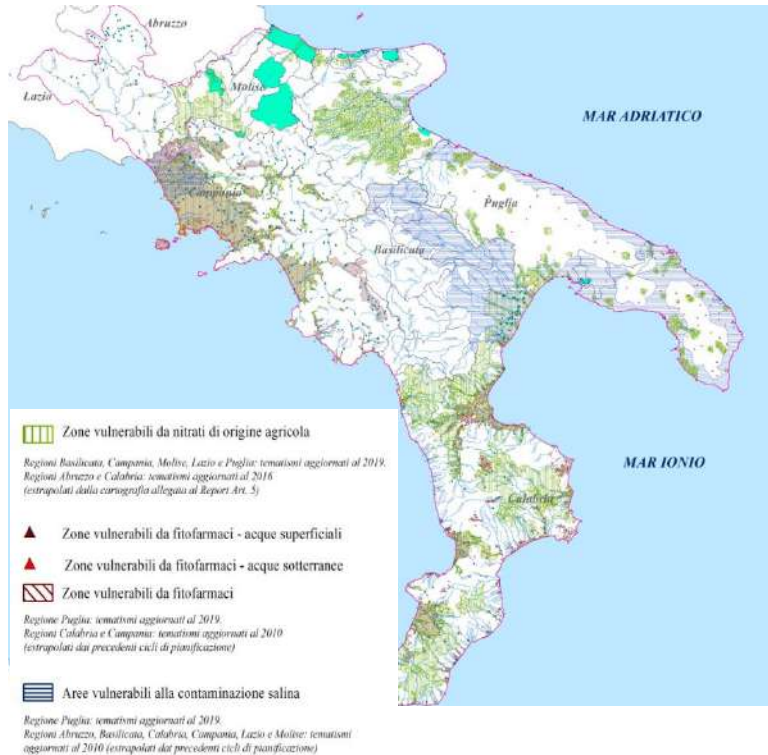 Abruzzo
Lazio
Molise
MAR ADRIATICO
Campania
Puglia
Basilicata
MAR IONIO
Calabria
Zone vulnerabili da nitrati di origine agricola
Regioni Basilicata, Campania, Molise, Lazio e Puglia: tematismi aggiornati al 2019.
Regioni Abruzzo e Calabria: tematismi aggiornati al 2016
(estrapolati dalla cartografia allegata al Report Art. 5)
Zone vulnerabili da fitofarmaci - acque superficiali
Zone vulnerabili da fitofarmaci - acque sotterranee
Zone vulnerabili da fitofarmaci
Regione Puglia: tematismi aggiornati al 2019.
Regioni Calabria e Campania: tematismi aggiornati al 2010
(estrapolati dai precedenti cicli di pianificazione)
Aree vulnerabili alla contaminazione salina
Regione Puglia: tematismi aggiornati al 2019.
Regioni Abruzzo, Basilicata, Calabria, Campania, Lazio e Molise: tematismi
aggiornati al 2010 (estrapolati dai precedenti cicli di pianificazione)